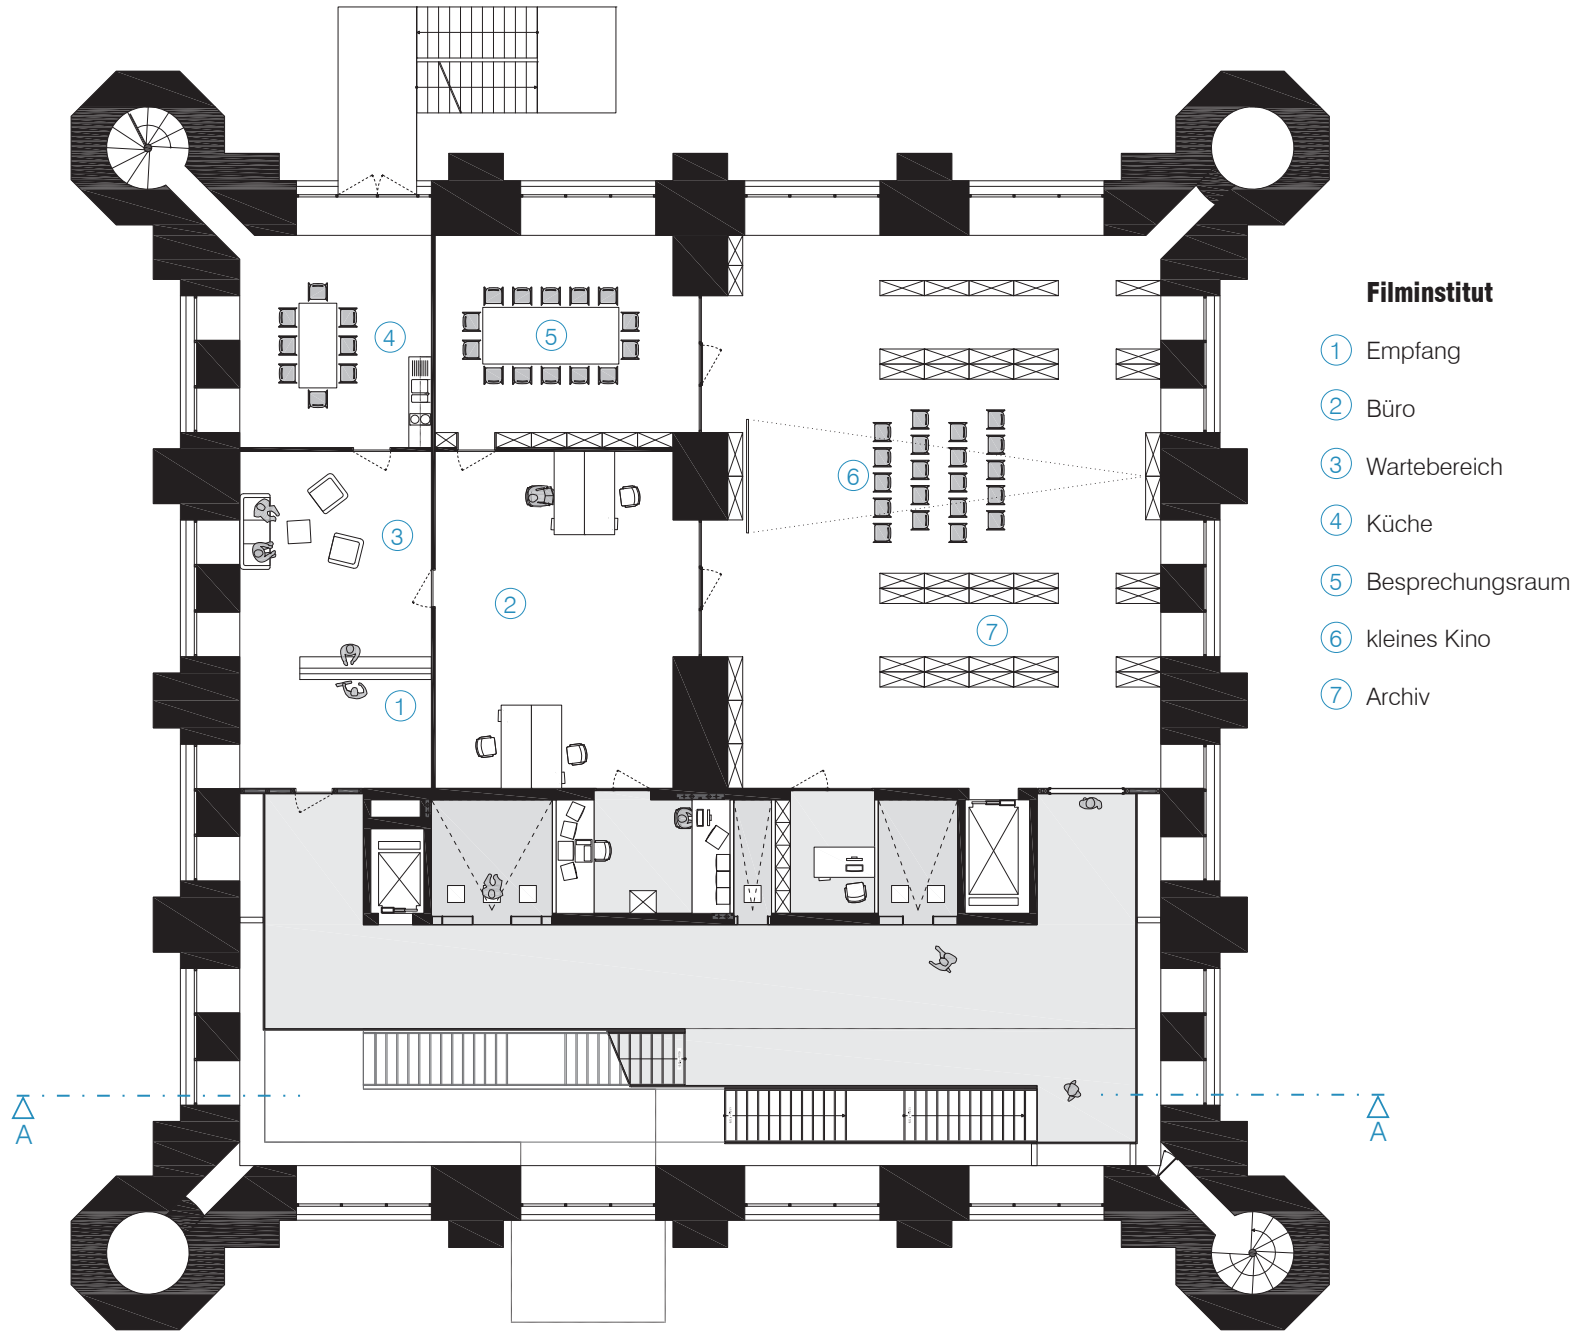 Filminstitut
1 Empfang
2 Büro
3 Wartebereich
4 Küche
5 Besprechungsraum
6 kleines Kino
7 Archiv
4
5
6
3
2
7
1
A
A